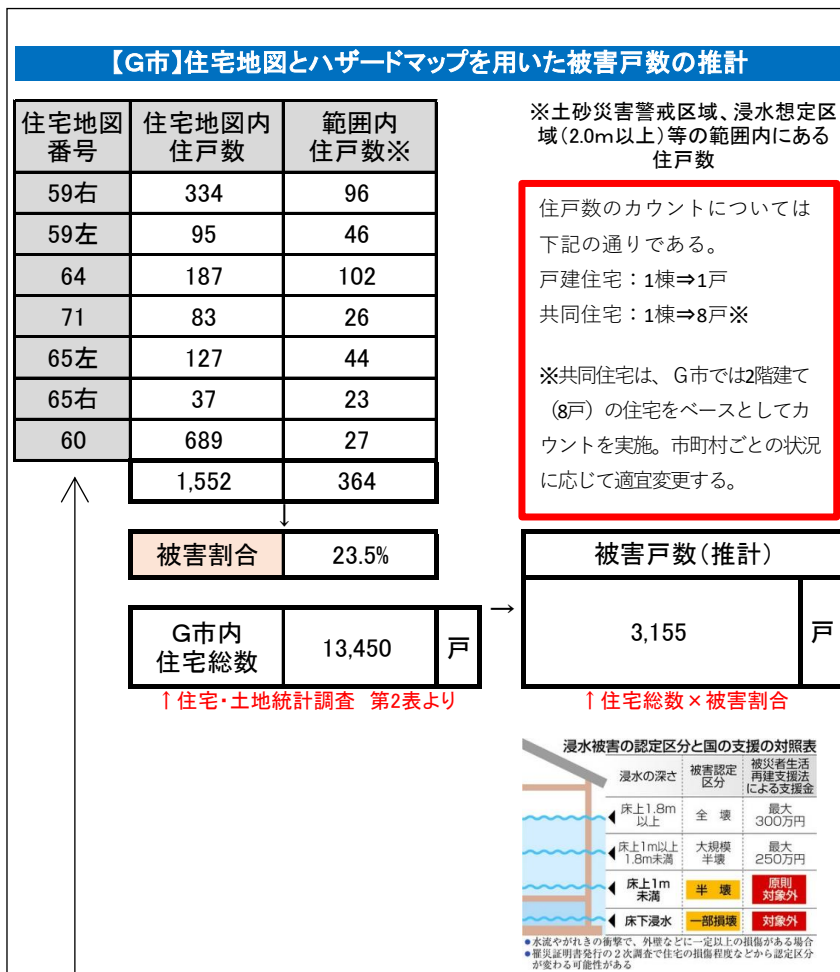 【G市】住宅地図とハザードマップを用いた被害戸数の推計
住宅地図番号 住宅地図内住戸数 範囲内住戸数※
59右 334 96
59左 95 46
64 187 102
71 83 26
65左 127 44
65右 37 23
60 689 27
1,552 364
↓
※土砂災害警戒区域、浸水想定区
域(2.0m以上)等の範囲内にある
住戸数
住戸数のカウントについては
下記の通りである。
戸建住宅：1棟⇒1戸
共同住宅：1棟⇒8戸※
※共同住宅は、G市では2階建て
（8戸）の住宅をベースとしてカ
ウントを実施。市町村ごとの状況
に応じて適宜変更する。
被害割合 23.5%
G市内住宅総数 13,450 戸
↑住宅・土地統計調査 第2表より
→
被害戸数(推計)
3,155 戸
↑住宅総数×被害割合
浸水被害の認定区分と国の支援の対照表
浸水の深さ 被害認定区分 被災者生活再建支援法による支援金
床上1.8m以上 全 壊 最大300万円
床上1m以上1.8m未満 大規模半壊 最大250万円
床上1m未満 半 壊 原則対象外
床下浸水 一部損壊 対象外
●水流やがれきの衝撃で、外壁などに一定以上の損傷がある場合
●罹災証明書発行の2次調査で住宅の損傷程度などから認定区分
が変わる可能性がある